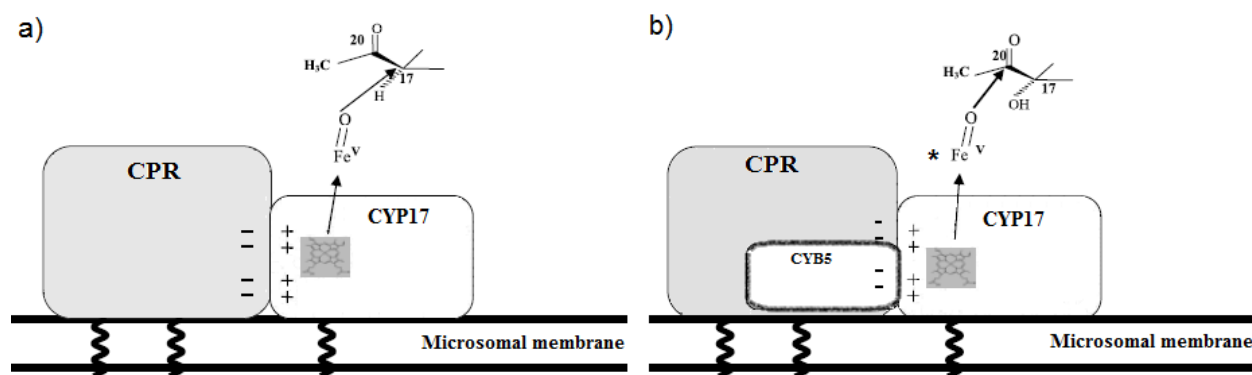 a)
O
20
H₃C
17
H
O
Fe
V
CPR
CYP17
− +
− +
− +
− +
Microsomal membrane
b)
O
20
H₃C
17
OH
O
* Fe
V
CPR
CYP17
CYB5
- +
- +
- +
- +
Microsomal membrane